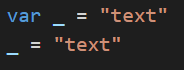 var _ = "text"
_ = "text"